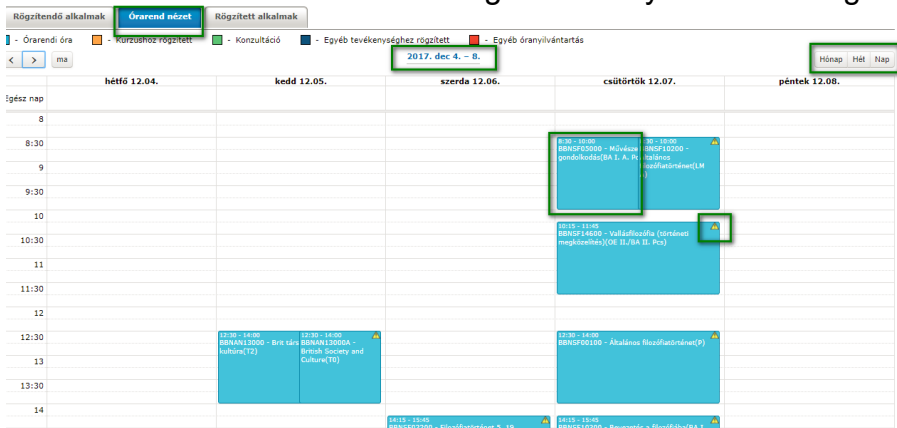 Rögzítendő alkalmak Órarend nézet Rögzített alkalmak
- Órarendi óra - Kurzushoz rögzített - Konzultáció - Egyéb tevékenységhez rögzített - Egyéb óranyilvántartás
< > ma 2017. dec 4. – 8. Hónap Hét Nap
hétfő 12.04. kedd 12.05. szerda 12.06. csütörtök 12.07. péntek 12.08.
Egész nap
8
8:30
8:30 - 10:00
BBNSF05000 - Művésze
gondolkodás(BA I. A. Pc
BBNSF10200 -
filozófiatörténet(LM
9
9:30
10
10:15 - 11:45
BBNSF14600 - Vallásfilozófia (történeti
megközelítés)(OE II./BA II. Pcs)
10:30
11
11:30
12
12:30
12:30 - 14:00
BBNAN13000 - Brit társ
kultúra(T2)
12:30 - 14:00
BBNAN13000A -
British Society and
Culture(T0)
12:30 - 14:00
BBNSF00100 - Általános filozófiatörténet(P)
13
13:30
14
14:15 - 15:45
14:15 - 15:45